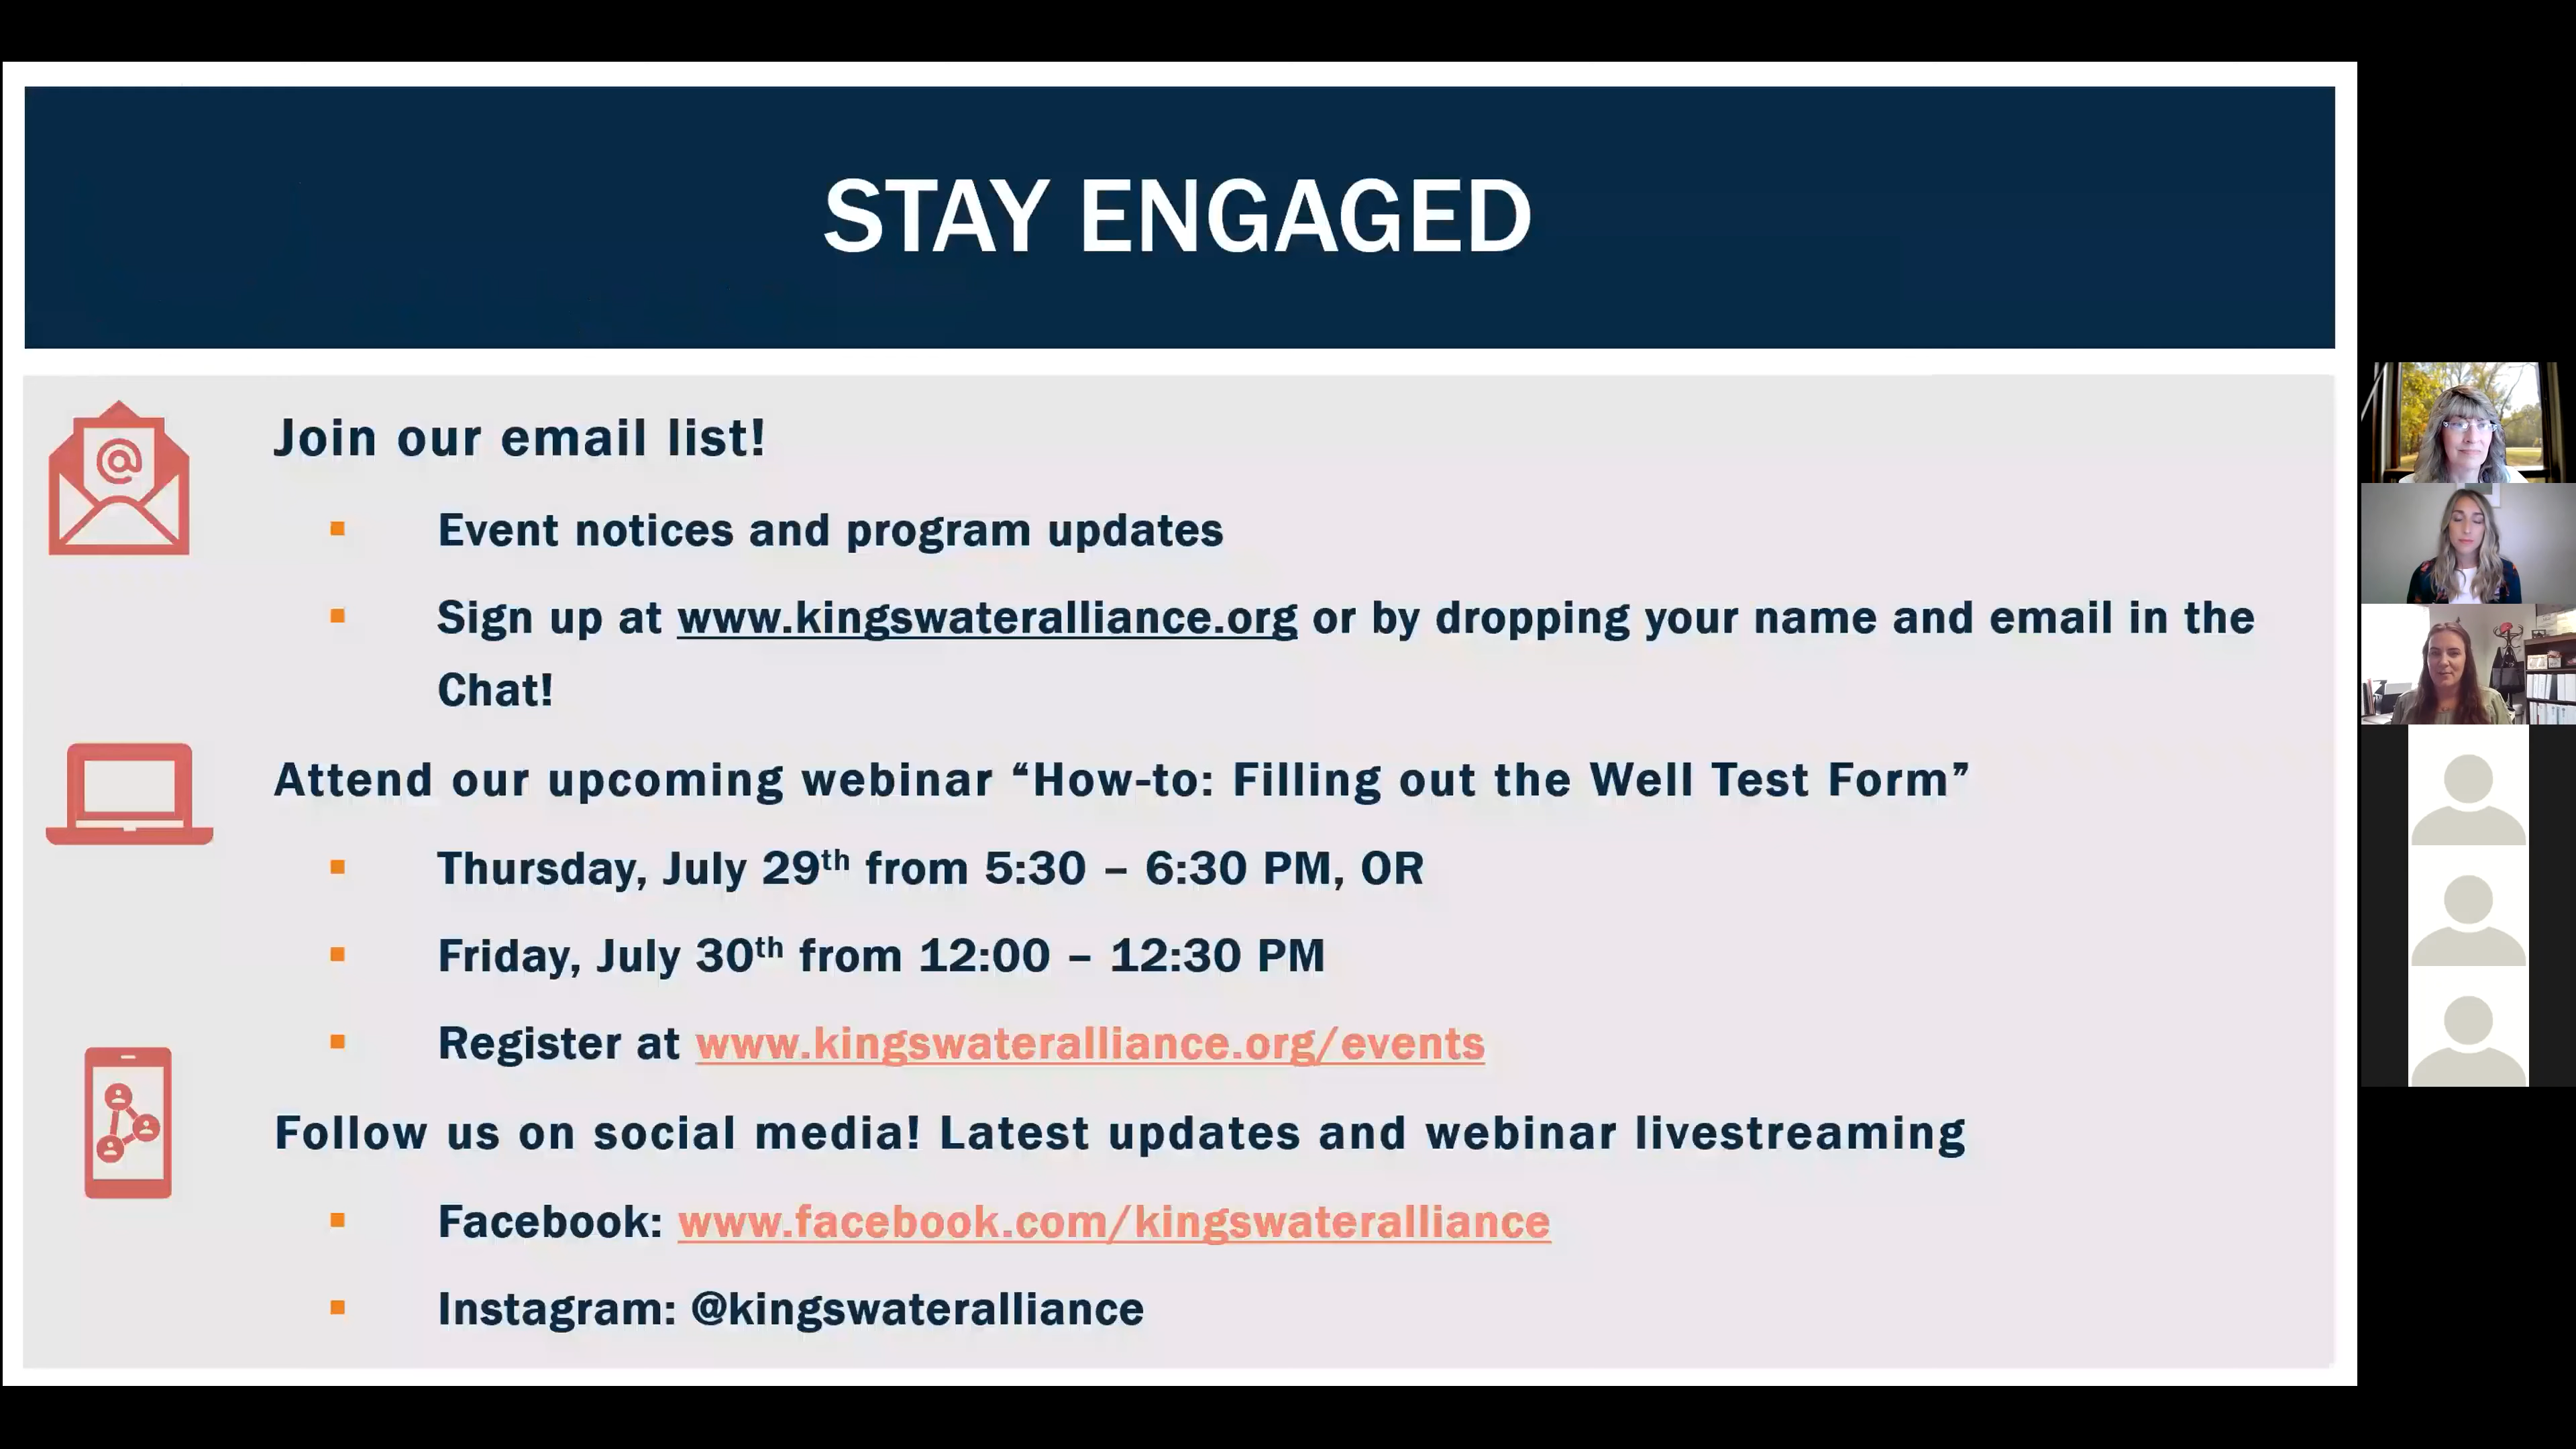 STAY ENGAGED
@
Join our email list!
Event notices and program updates
Sign up at www.kingswateralliance.org or by dropping your name and email in the
Chat!
Attend our upcoming webinar “How-to: Filling out the Well Test Form”
Thursday, July 29th from 5:30 – 6:30 PM, OR
Friday, July 30th from 12:00 – 12:30 PM
Register at www.kingswateralliance.org/events
Follow us on social media! Latest updates and webinar livestreaming
Facebook: www.facebook.com/kingswateralliance
Instagram: @kingswateralliance